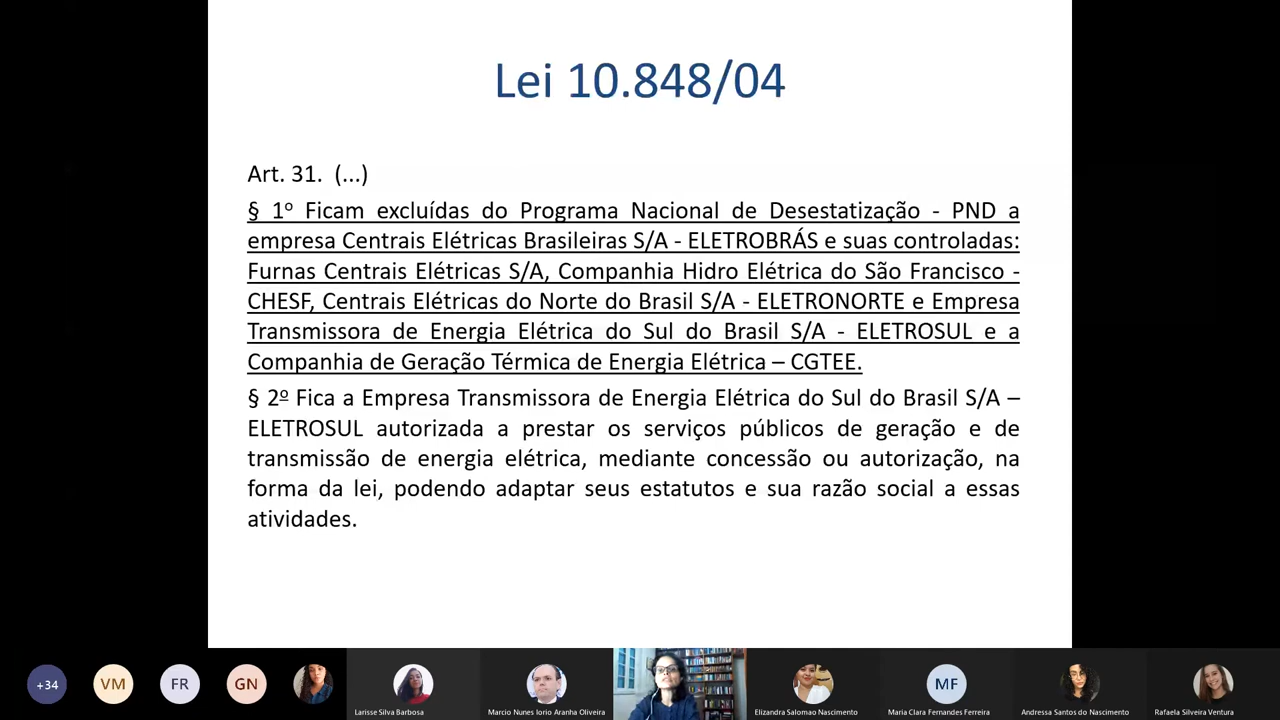 Lei 10.848/04
Art. 31. (...)
§ 1º Ficam excluídas do Programa Nacional de Desestatização - PND a
empresa Centrais Elétricas Brasileiras S/A - ELETROBRÁS e suas controladas:
Furnas Centrais Elétricas S/A, Companhia Hidro Elétrica do São Francisco -
CHESF, Centrais Elétricas do Norte do Brasil S/A - ELETRONORTE e Empresa
Transmissora de Energia Elétrica do Sul do Brasil S/A - ELETROSUL e a
Companhia de Geração Térmica de Energia Elétrica – CGTEE.
§ 2º Fica a Empresa Transmissora de Energia Elétrica do Sul do Brasil S/A –
ELETROSUL autorizada a prestar os serviços públicos de geração e de
transmissão de energia elétrica, mediante concessão ou autorização, na
forma da lei, podendo adaptar seus estatutos e sua razão social a essas
atividades.
+34
VM
FR
GN
MF
Larisse Silva Barbosa
Marcio Nunes Iorio Aranha Oliveira
Elizandra Salomao Nascimento
Maria Clara Fernandes Ferreira
Andressa Santos do Nascimento
Rafaela Silveira Ventura